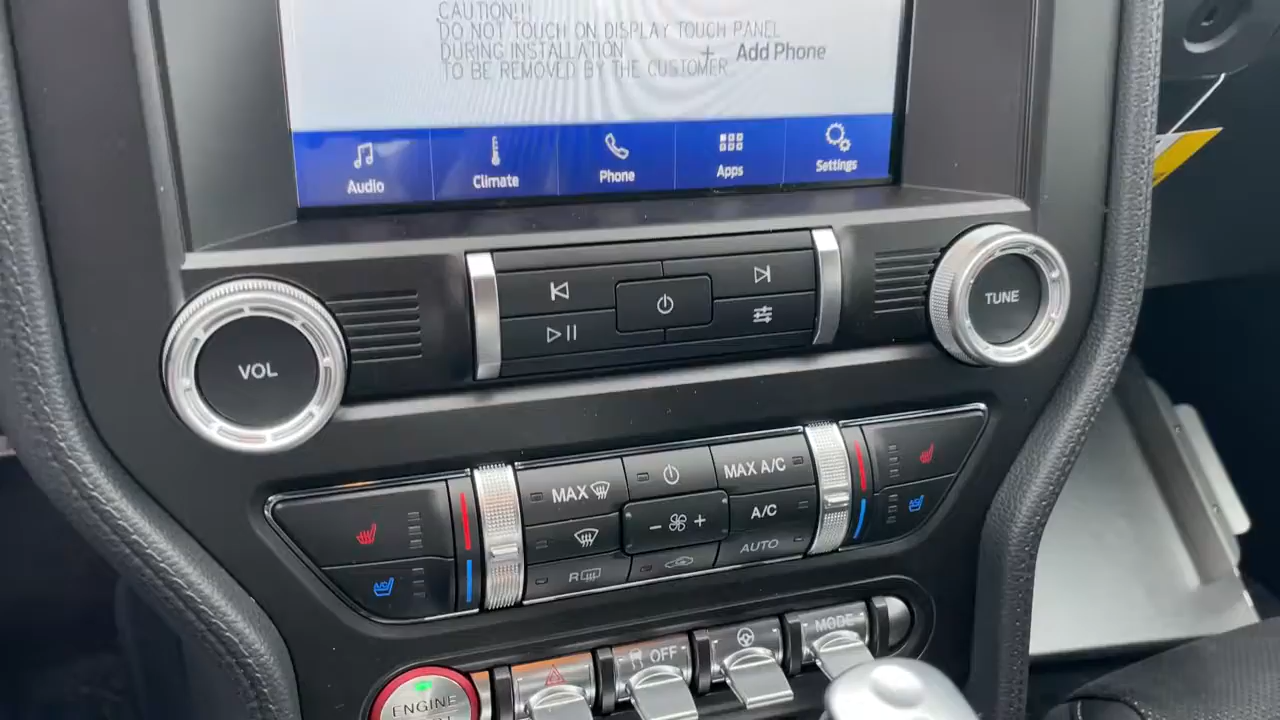 CAUTION!!!
DO NOT TOUCH ON DISPLAY TOUCH PANEL
DURING INSTALLATION
TO BE REMOVED BY THE CUSTOMER
+ Add Phone
Audio
Climate
Phone
Apps
Settings
VOL
TUNE
MAX
MAX A/C
A/C
R
AUTO
A/C
A/C
OFF
MODE
ENGINE